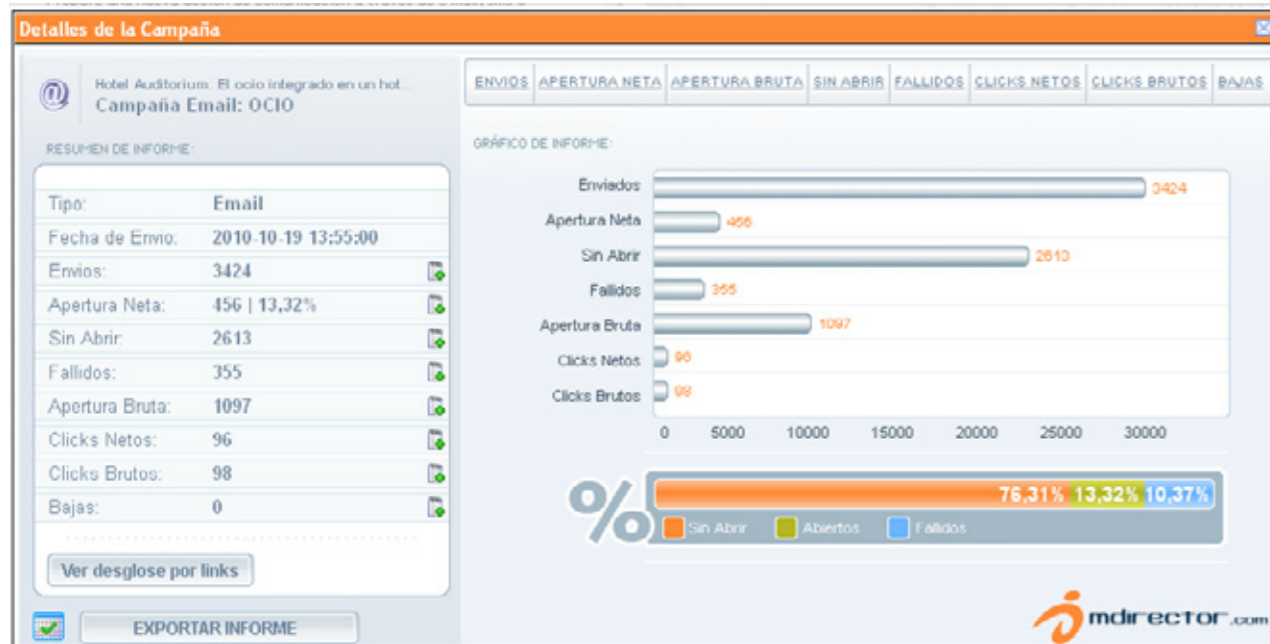 Detalles de la Campaña
Hotel Auditorium. El ocio integrado en un hot...
Campaña Email: OCIO
RESUMEN DE INFORME:
Tipo: Email
Fecha de Envio: 2010-10-19 13:55:00
Envios: 3424
Apertura Neta: 456 | 13,32%
Sin Abrir: 2613
Fallidos: 355
Apertura Bruta: 1097
Clicks Netos: 96
Clicks Brutos: 98
Bajas: 0
Ver desglose por links
EXPORTAR INFORME
ENVIOS APERTURA NETA APERTURA BRUTA SIN ABRIR FALLIDOS CLICKS NETOS CLICKS BRUTOS BAJAS
GRÁFICO DE INFORME:
Enviados 3424
Apertura Neta 456
Sin Abrir 2613
Fallidos 355
Apertura Bruta 1097
Clicks Netos 96
Clicks Brutos 98
0 5000 10000 15000 20000 25000 30000
% 76,31% 13,32% 10,37%
Sin Abrir Abiertos Fallidos
mdirector.com